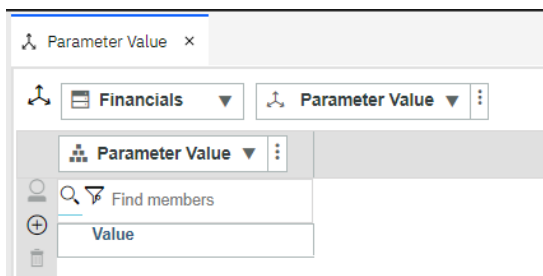 Parameter Value
Financials Parameter Value
Parameter Value
Find members
Value